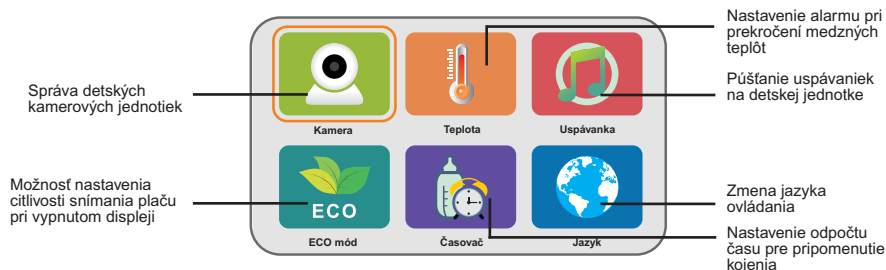 Nastavenie alarmu pri
prekročení medzných
teplôt
Správa detských
kamerových jednotiek
Púšťanie uspávaniek
na detskej jednotke
Kamera
Teplota
Uspávanka
Možnosť nastavenia
citlivosti snímania plaču
pri vypnutom displeji
ECO
Zmena jazyka
ovládania
ECO mód
Časovač
Jazyk
Nastavenie odpočtu
času pre pripomenutie
kojenia